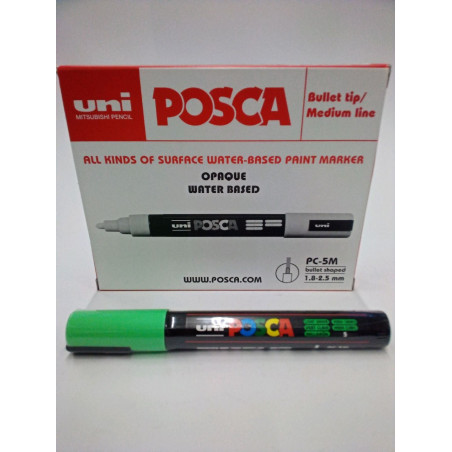 uni
MITSUBISHI PENCIL
POSCA
Bullet tip/
Medium line
ALL KINDS OF SURFACE WATER-BASED PAINT MARKER
OPAQUE
WATER BASED
uni POSCA
uni
PC-5M
bullet shaped
1.8-2.5 mm
WWW.POSCA.COM
uni POSCA
5